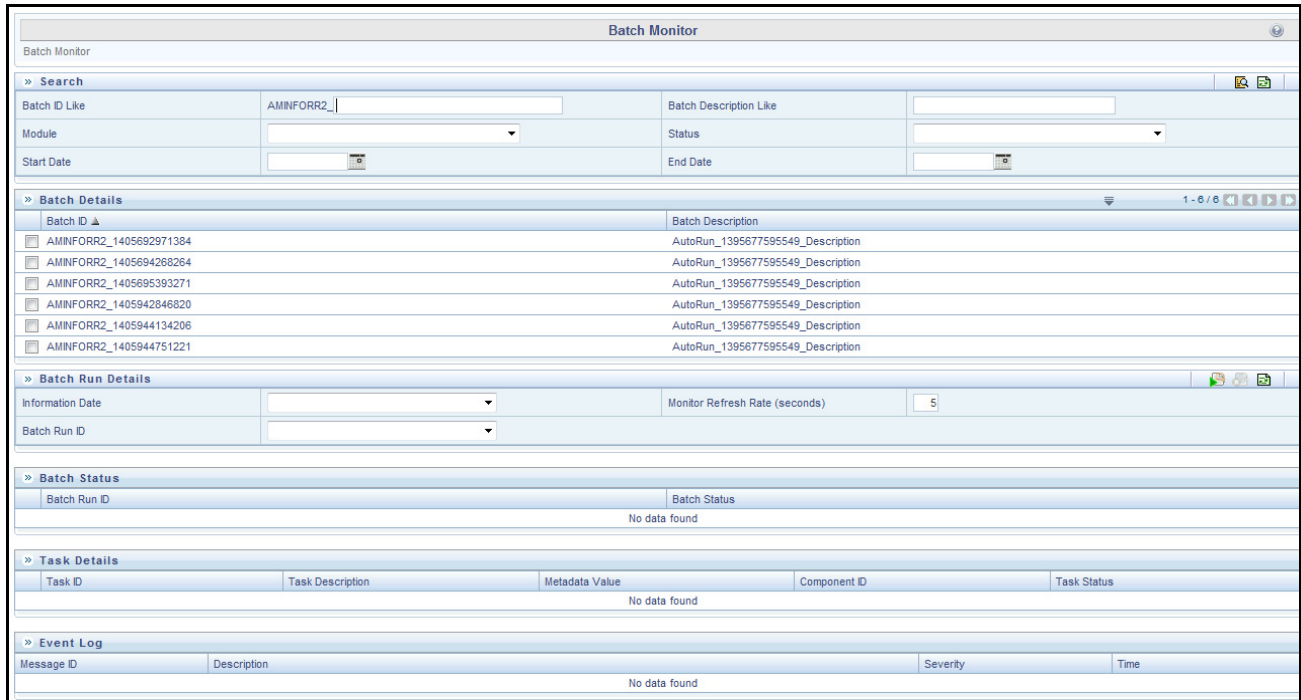 Batch Monitor
Batch Monitor
» Search
Batch ID Like AMINFORR2_ Batch Description Like
Module Status
Start Date End Date
» Batch Details 1 - 6 / 6
Batch ID Batch Description
AMINFORR2_1405692971384 AutoRun_1395677595549_Description
AMINFORR2_1405694268264 AutoRun_1395677595549_Description
AMINFORR2_1405695393271 AutoRun_1395677595549_Description
AMINFORR2_1405942846820 AutoRun_1395677595549_Description
AMINFORR2_1405944134206 AutoRun_1395677595549_Description
AMINFORR2_1405944751221 AutoRun_1395677595549_Description
» Batch Run Details
Information Date Monitor Refresh Rate (seconds) 5
Batch Run ID
» Batch Status
Batch Run ID Batch Status
No data found
» Task Details
Task ID Task Description Metadata Value Component ID Task Status
No data found
» Event Log
Message ID Description Severity Time
No data found